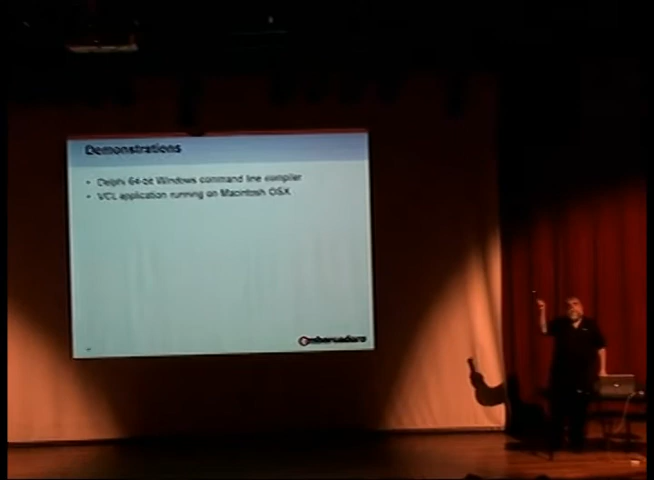 Demonstrations
• Delphi 64-bit Windows command line compiler
• VCL application running on Macintosh OSX
embarcadero